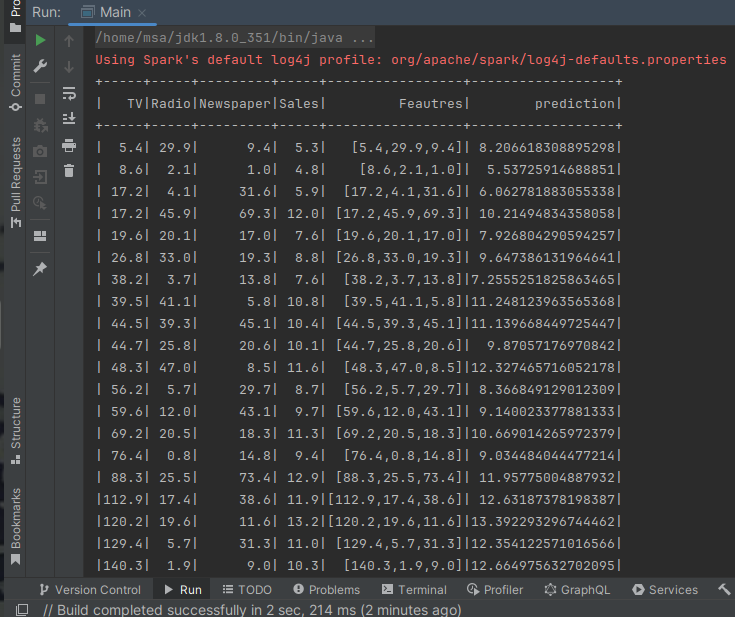 Run: Main
/home/msa/jdk1.8.0_351/bin/java ...
Using Spark's default log4j profile: org/apache/spark/log4j-defaults.properties
+-----+-----+---------+-----+-----------------+------------------+
|   TV|Radio|Newspaper|Sales|         Feautres|        prediction|
+-----+-----+---------+-----+-----------------+------------------+
|  5.4| 29.9|      9.4|  5.3|   [5.4,29.9,9.4]| 8.206618308895298|
|  8.6|  2.1|      1.0|  4.8|    [8.6,2.1,1.0]|  5.53725914688851|
| 17.2|  4.1|     31.6|  5.9|  [17.2,4.1,31.6]| 6.062781883055338|
| 17.2| 45.9|     69.3| 12.0| [17.2,45.9,69.3]| 10.21494834358058|
| 19.6| 20.1|     17.0|  7.6| [19.6,20.1,17.0]| 7.926804290594257|
| 26.8| 33.0|     19.3|  8.8| [26.8,33.0,19.3]| 9.647386131964641|
| 38.2|  3.7|     13.8|  7.6|  [38.2,3.7,13.8]|7.2555251825863465|
| 39.5| 41.1|      5.8| 10.8|  [39.5,41.1,5.8]|11.248123963565368|
| 44.5| 39.3|     45.1| 10.4| [44.5,39.3,45.1]|11.139668449725447|
| 44.7| 25.8|     20.6| 10.1| [44.7,25.8,20.6]|  9.87057176970842|
| 48.3| 47.0|      8.5| 11.6|  [48.3,47.0,8.5]|12.327465716052178|
| 56.2|  5.7|     29.7|  8.7|  [56.2,5.7,29.7]| 8.366849129012309|
| 59.6| 12.0|     43.1|  9.7| [59.6,12.0,43.1]| 9.140023377881333|
| 69.2| 20.5|     18.3| 11.3| [69.2,20.5,18.3]|10.669014265972379|
| 76.4|  0.8|     14.8|  9.4|  [76.4,0.8,14.8]| 9.034484044477214|
| 88.3| 25.5|     73.4| 12.9| [88.3,25.5,73.4]| 11.95775004887932|
|112.9| 17.4|     38.6| 11.9|[112.9,17.4,38.6]| 12.63187378198387|
|120.2| 19.6|     11.6| 13.2|[120.2,19.6,11.6]|13.392293296744462|
|129.4|  5.7|     31.3| 11.0| [129.4,5.7,31.3]|12.354122571016566|
|140.3|  1.9|      9.0| 10.3|  [140.3,1.9,9.0]|12.664975632702095|
Commit
Pull Requests
Structure
Bookmarks
Version Control Run TODO Problems Terminal Profiler GraphQL Services
// Build completed successfully in 2 sec, 214 ms (2 minutes ago)